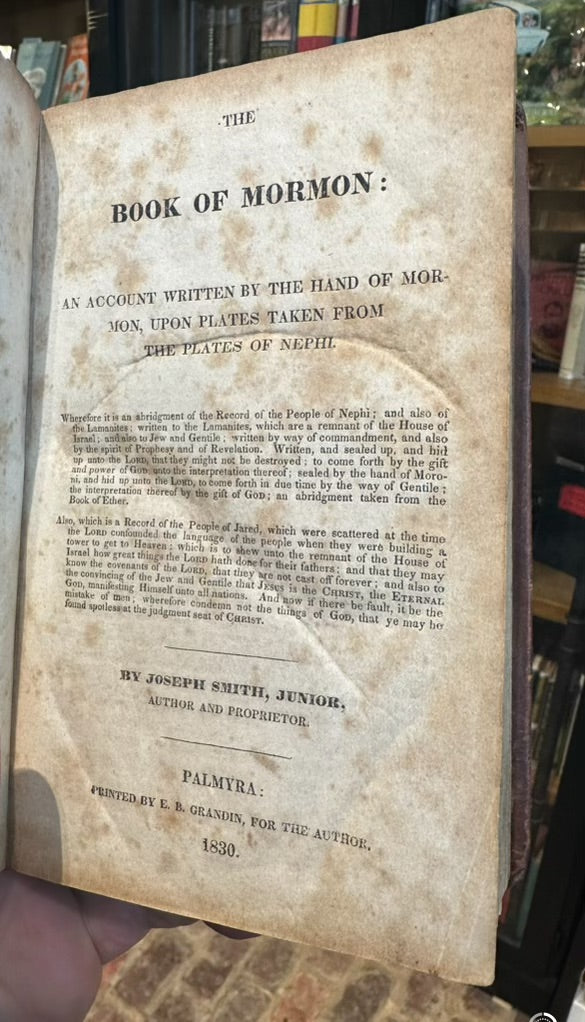 THE
BOOK OF MORMON:
AN ACCOUNT WRITTEN BY THE HAND OF MOR-
MON, UPON PLATES TAKEN FROM
THE PLATES OF NEPHI.
Wherefore it is an abridgment of the Record of the People of Nephi; and also of
the Lamanites; written to the Lamanites, which are a remnant of the House of
Israel; and also to Jew and Gentile; written by way of commandment, and also
by the spirit of Prophesy and of Revelation. Written, and sealed up, and hid
up unto the LORD, that they might not be destroyed; to come forth by the gift
and power of GOD unto the interpretation thereof; sealed by the hand of Moro-
ni, and hid up unto the LORD, to come forth in due time by the way of Gentile;
the interpretation thereof by the gift of GOD; an abridgment taken from the
Book of Ether.
Also, which is a Record of the People of Jared, which were scattered at the time
the LORD confounded the language of the people when they were building a
tower to get to Heaven: which is to shew unto the remnant of the House of
Israel how great things the LORD hath done for their fathers; and that they may
know the covenants of the LORD, that they are not cast off forever; and also to
the convincing of the Jew and Gentile that JESUS is the CHRIST, the ETERNAL
GOD, manifesting Himself unto all nations. And now if there be fault, it be the
mistake of men; wherefore condemn not the things of GOD, that ye may be
found spotless at the judgment seat of CHRIST.
BY JOSEPH SMITH, JUNIOR,
AUTHOR AND PROPRIETOR.
PALMYRA:
PRINTED BY E. B. GRANDIN, FOR THE AUTHOR.
1830.